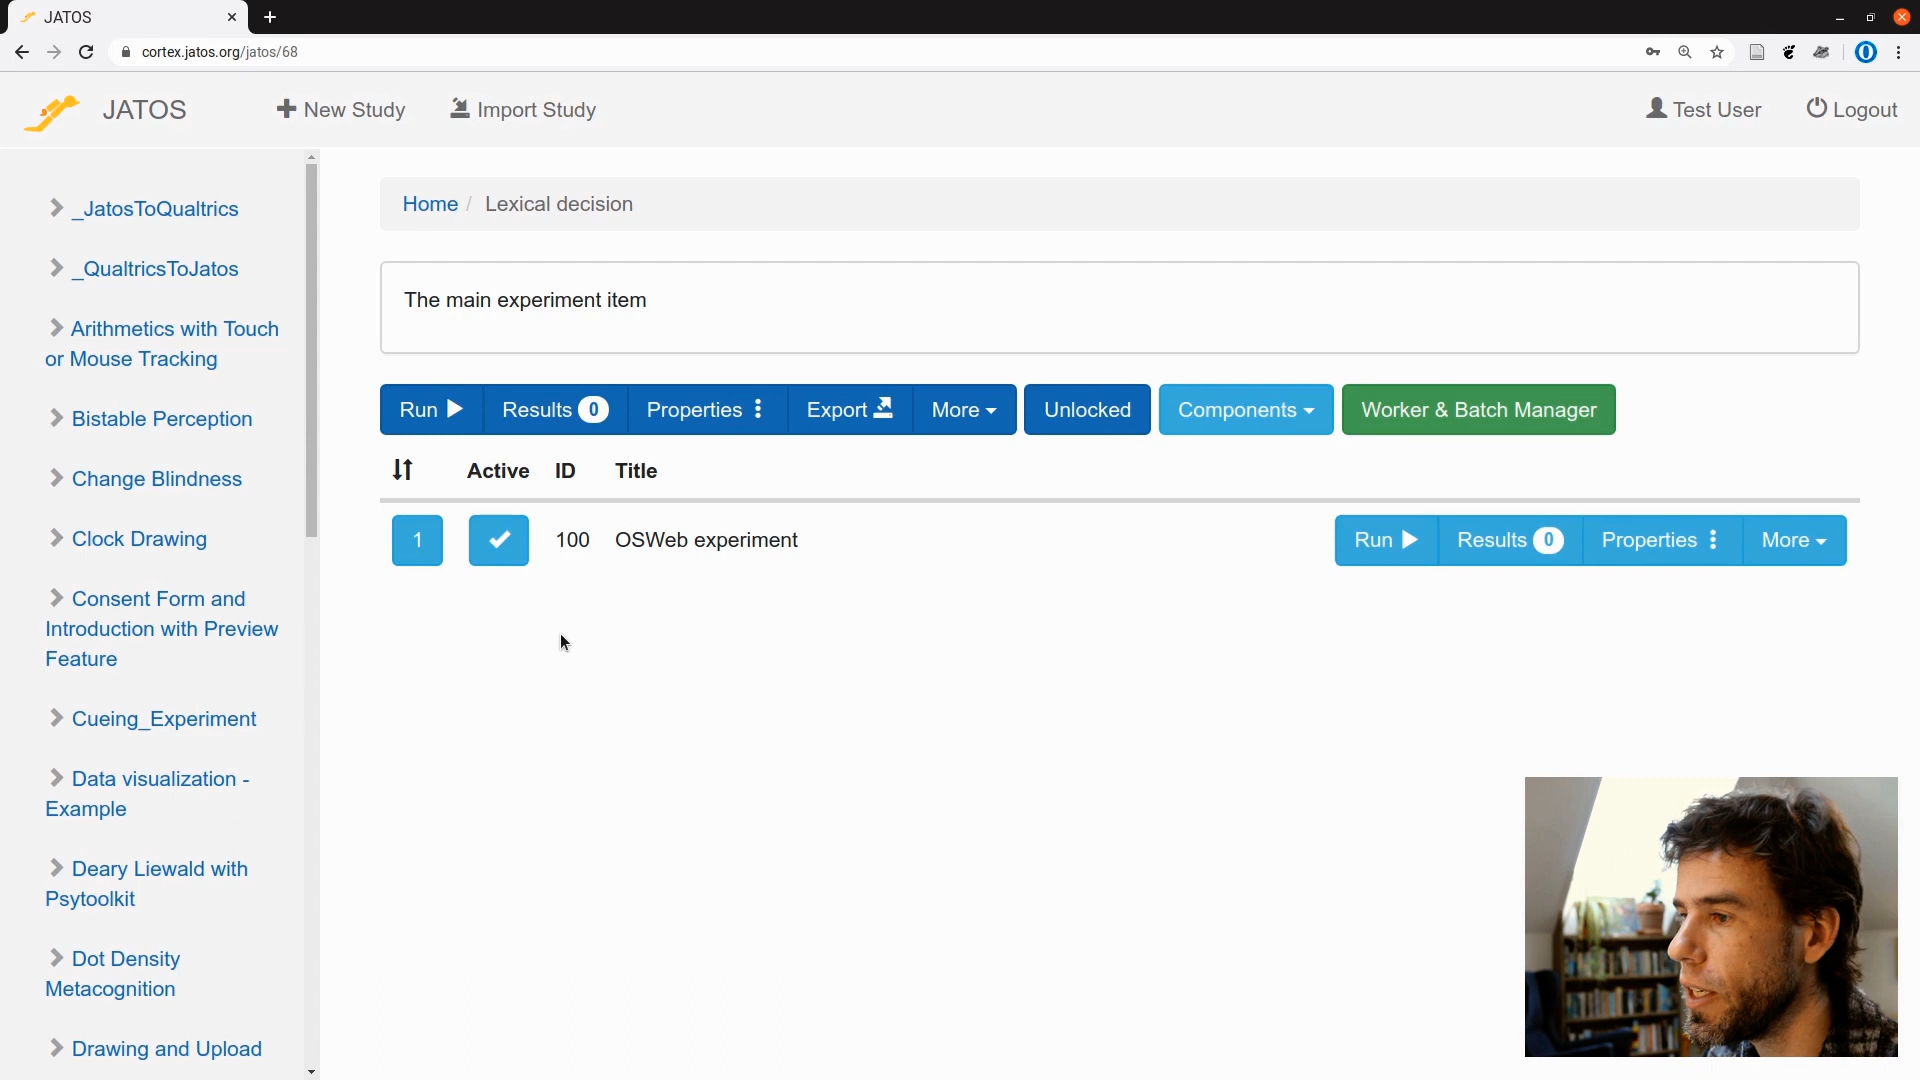 JATOS
cortex.jatos.org/jatos/68
JATOS
New Study
Import Study
Test User
Logout
_JatosToQualtrics
_QualtricsToJatos
Arithmetics with Touch
or Mouse Tracking
Bistable Perception
Change Blindness
Clock Drawing
Consent Form and
Introduction with Preview
Feature
Cueing_Experiment
Data visualization -
Example
Deary Liewald with
Psytoolkit
Dot Density
Metacognition
Drawing and Upload
Home / Lexical decision
The main experiment item
Run Results 0 Properties Export More Unlocked Components Worker & Batch Manager
Active ID Title
1 100 OSWeb experiment Run Results 0 Properties More